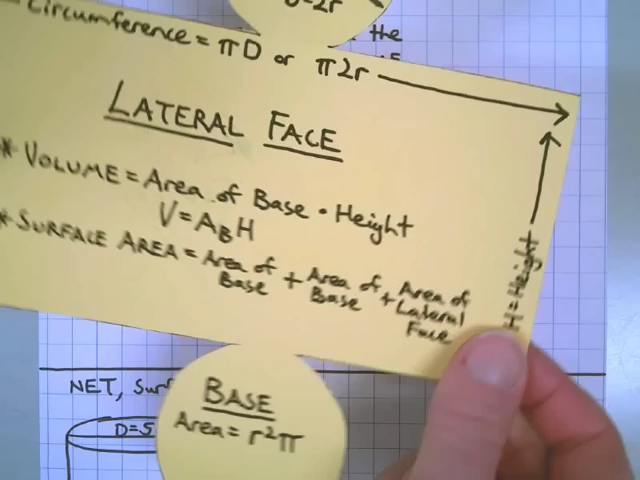 =2r
the
Circumference = πD or π2r
LATERAL FACE
* VOLUME = Area of Base • Height
V = A_B H
* SURFACE AREA = Area of Base + Area of Base + Area of Lateral Face
H = Height
NET, Sur
BASE
D=5
Area = r²π